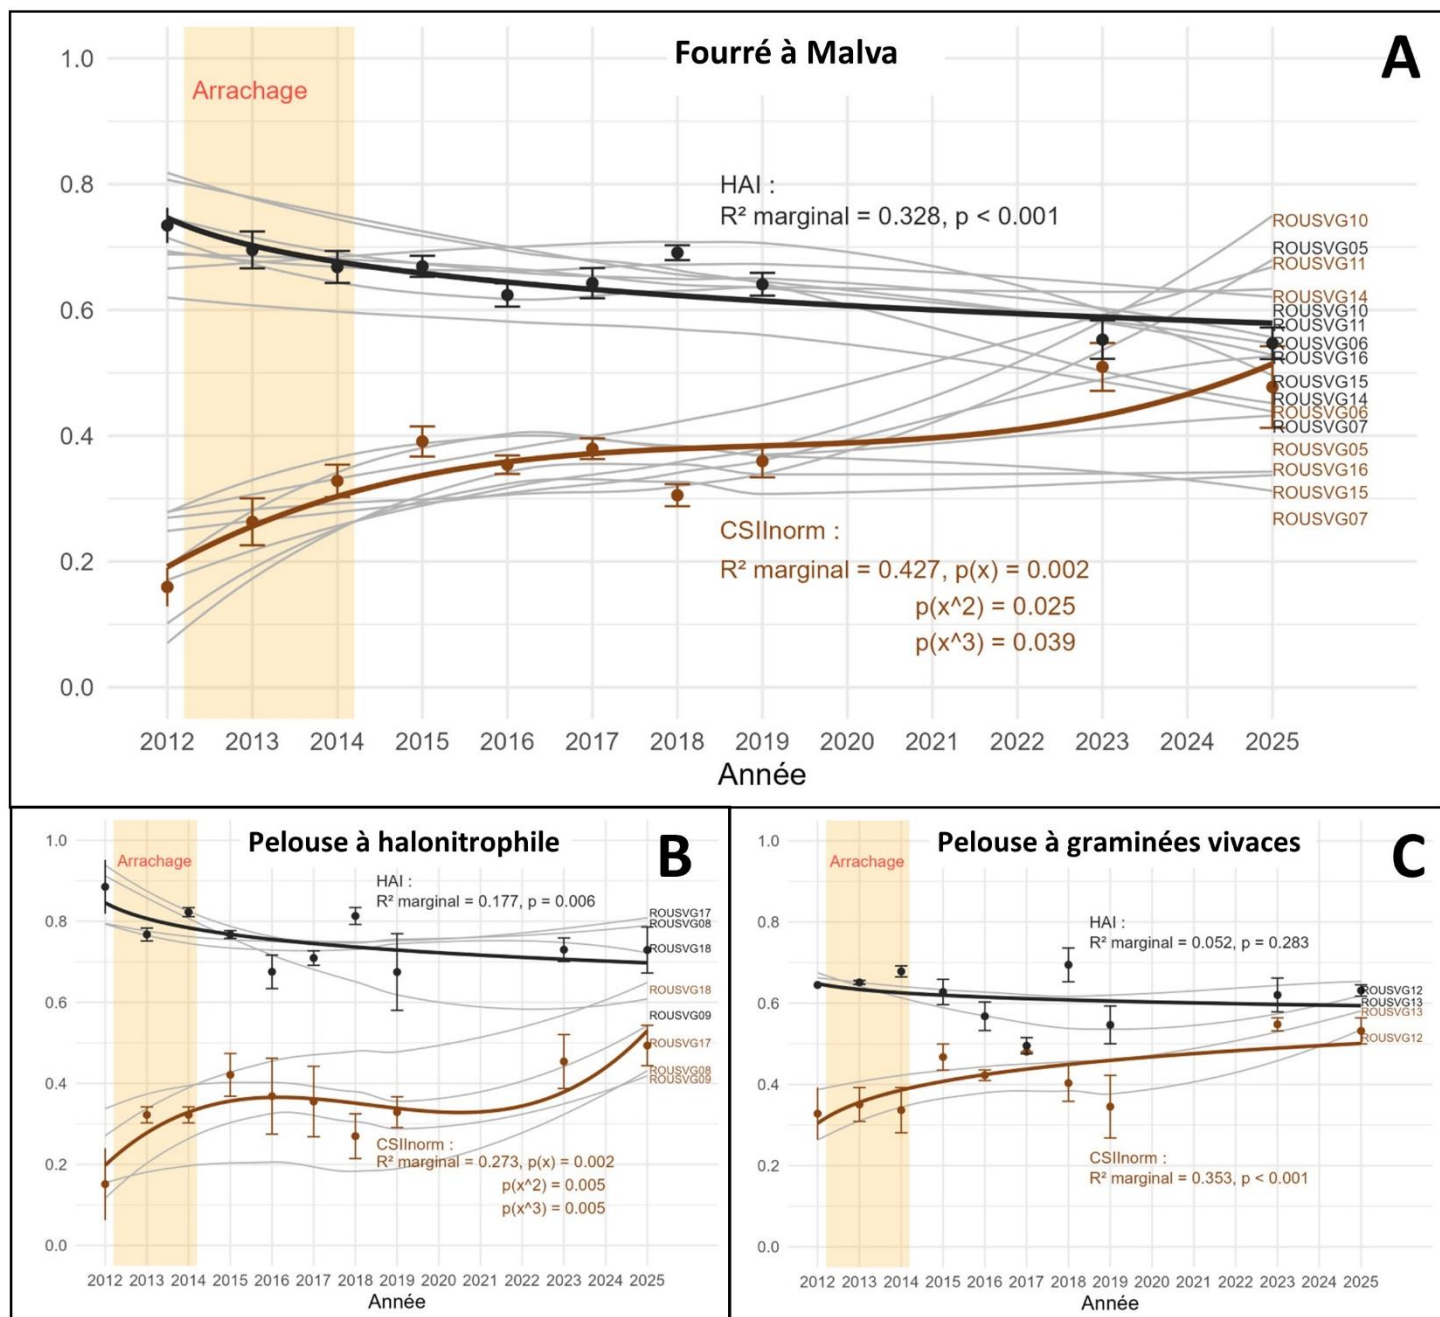 Fourré à Malva
A
Arrachage
1.0
0.8
0.6
0.4
0.2
0.0
HAI :
R² marginal = 0.328, p < 0.001
CSIInorm :
R² marginal = 0.427, p(x) = 0.002
p(x^2) = 0.025
p(x^3) = 0.039
ROUSVG10
ROUSVG05
ROUSVG11
ROUSVG14
ROUSVG10
ROUSVG11
ROUSVG06
ROUSVG16
ROUSVG15
ROUSVG14
ROUSVG06
ROUSVG07
ROUSVG05
ROUSVG16
ROUSVG15
ROUSVG07
2012 2013 2014 2015 2016 2017 2018 2019 2020 2021 2022 2023 2024 2025
Année
Pelouse à halonitrophile
B
Arrachage
1.0
0.8
0.6
0.4
0.2
0.0
HAI :
R² marginal = 0.177, p = 0.006
CSIInorm :
R² marginal = 0.273, p(x) = 0.002
p(x^2) = 0.005
p(x^3) = 0.005
ROUSVG17
ROUSVG08
ROUSVG18
ROUSVG18
ROUSVG09
ROUSVG17
ROUSVG08
ROUSVG09
2012 2013 2014 2015 2016 2017 2018 2019 2020 2021 2022 2023 2024 2025
Année
Pelouse à graminées vivaces
C
Arrachage
1.0
0.8
0.6
0.4
0.2
0.0
HAI :
R² marginal = 0.052, p = 0.283
CSIInorm :
R² marginal = 0.353, p < 0.001
ROUSVG12
ROUSVG13
ROUSVG13
ROUSVG12
2012 2013 2014 2015 2016 2017 2018 2019 2020 2021 2022 2023 2024 2025
Année